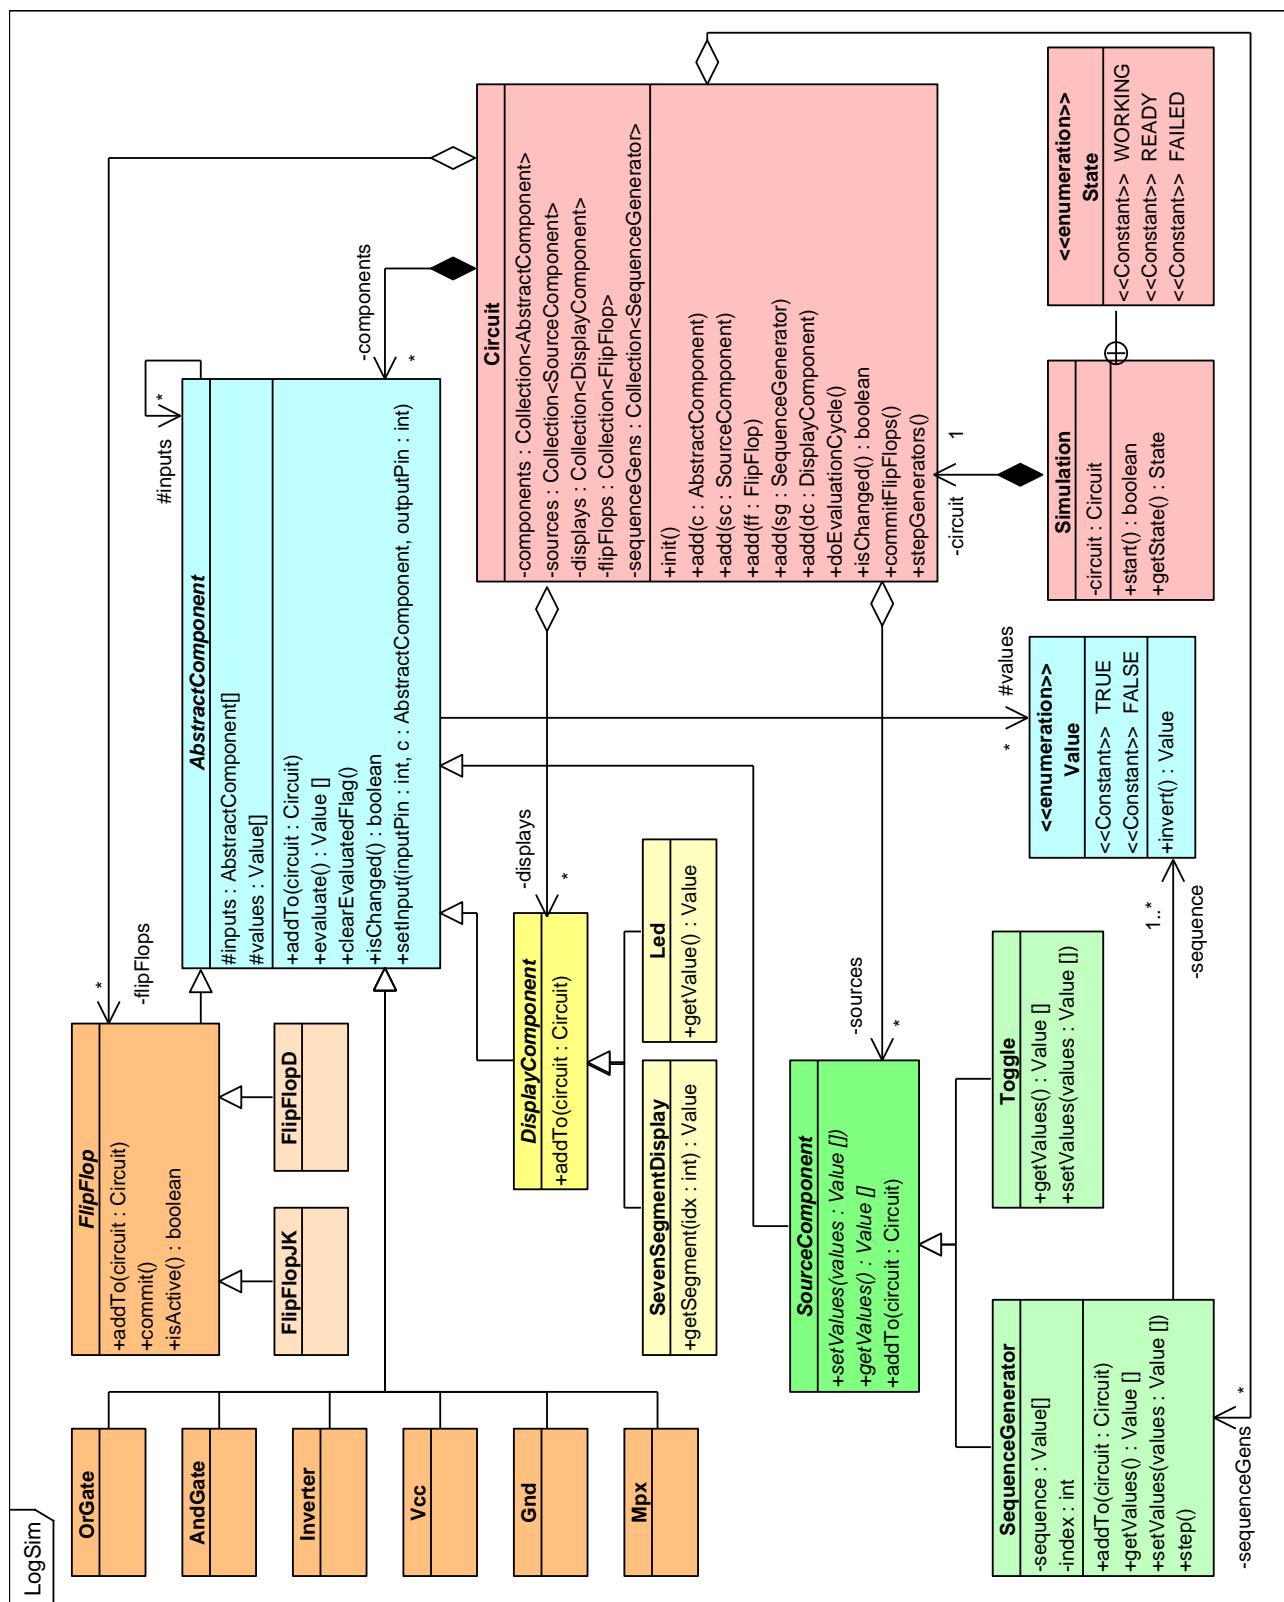 LogSim
OrGate
AndGate
Inverter
Vcc
Gnd
Mpx
FlipFlop
+addTo(circuit : Circuit)
+commit()
+isActive() : boolean
FlipFlopJK
FlipFlopD
-flipFlops
*
AbstractComponent
#inputs : AbstractComponent[]
#values : Value[]
+addTo(circuit : Circuit)
+evaluate() : Value []
+clearEvaluatedFlag()
+isChanged() : boolean
+setInput(inputPin : int, c : AbstractComponent, outputPin : int)
#inputs
*
-components
*
Circuit
-components : Collection<AbstractComponent>
-sources : Collection<SourceComponent>
-displays : Collection<DisplayComponent>
-flipFlops : Collection<FlipFlop>
-sequenceGens : Collection<SequenceGenerator>
+init()
+add(c : AbstractComponent)
+add(sc : SourceComponent)
+add(ff : FlipFlop)
+add(sg : SequenceGenerator)
+add(dc : DisplayComponent)
+doEvaluationCycle()
+isChanged() : boolean
+commitFlipFlops()
+stepGenerators()
DisplayComponent
+addTo(circuit : Circuit)
-displays
*
SevenSegmentDisplay
+getSegment(idx : int) : Value
Led
+getValue() : Value
SourceComponent
+setValues(values : Value [])
+getValues() : Value []
+addTo(circuit : Circuit)
-sources
*
SequenceGenerator
-sequence : Value[]
-index : int
+addTo(circuit : Circuit)
+getValues() : Value []
+setValues(values : Value [])
+step()
-sequenceGens
*
Toggle
+getValues() : Value []
+setValues(values : Value [])
1..*
-sequence
<<enumeration>>
Value
<<Constant>> TRUE
<<Constant>> FALSE
+invert() : Value
*
#values
-circuit
1
Simulation
-circuit : Circuit
+start() : boolean
+getState() : State
<<enumeration>>
State
<<Constant>> WORKING
<<Constant>> READY
<<Constant>> FAILED